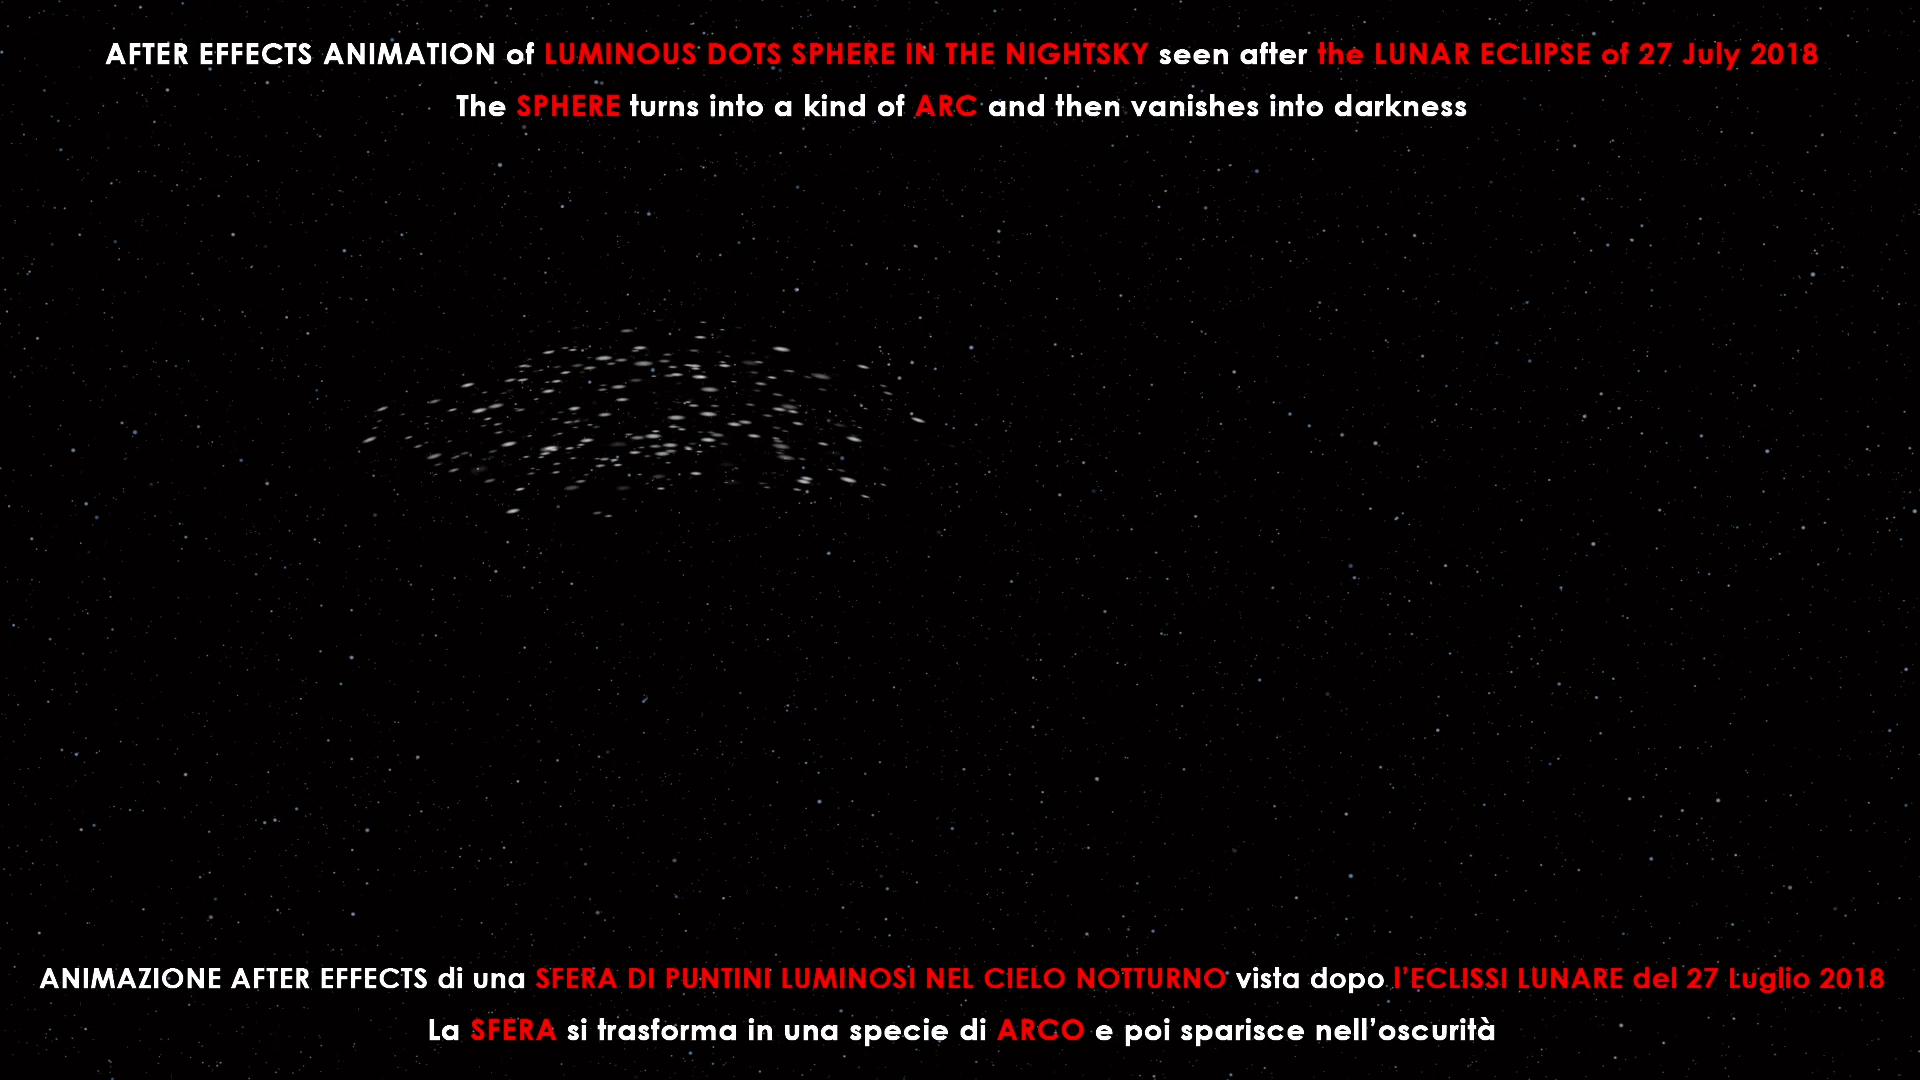 AFTER EFFECTS ANIMATION of LUMINOUS DOTS SPHERE IN THE NIGHTSKY seen after the LUNAR ECLIPSE of 27 July 2018
The SPHERE turns into a kind of ARC and then vanishes into darkness
ANIMAZIONE AFTER EFFECTS di una SFERA DI PUNTINI LUMINOSI NEL CIELO NOTTURNO vista dopo l’ECLISSI LUNARE del 27 Luglio 2018
La SFERA si trasforma in una specie di ARCO e poi sparisce nell’oscurità